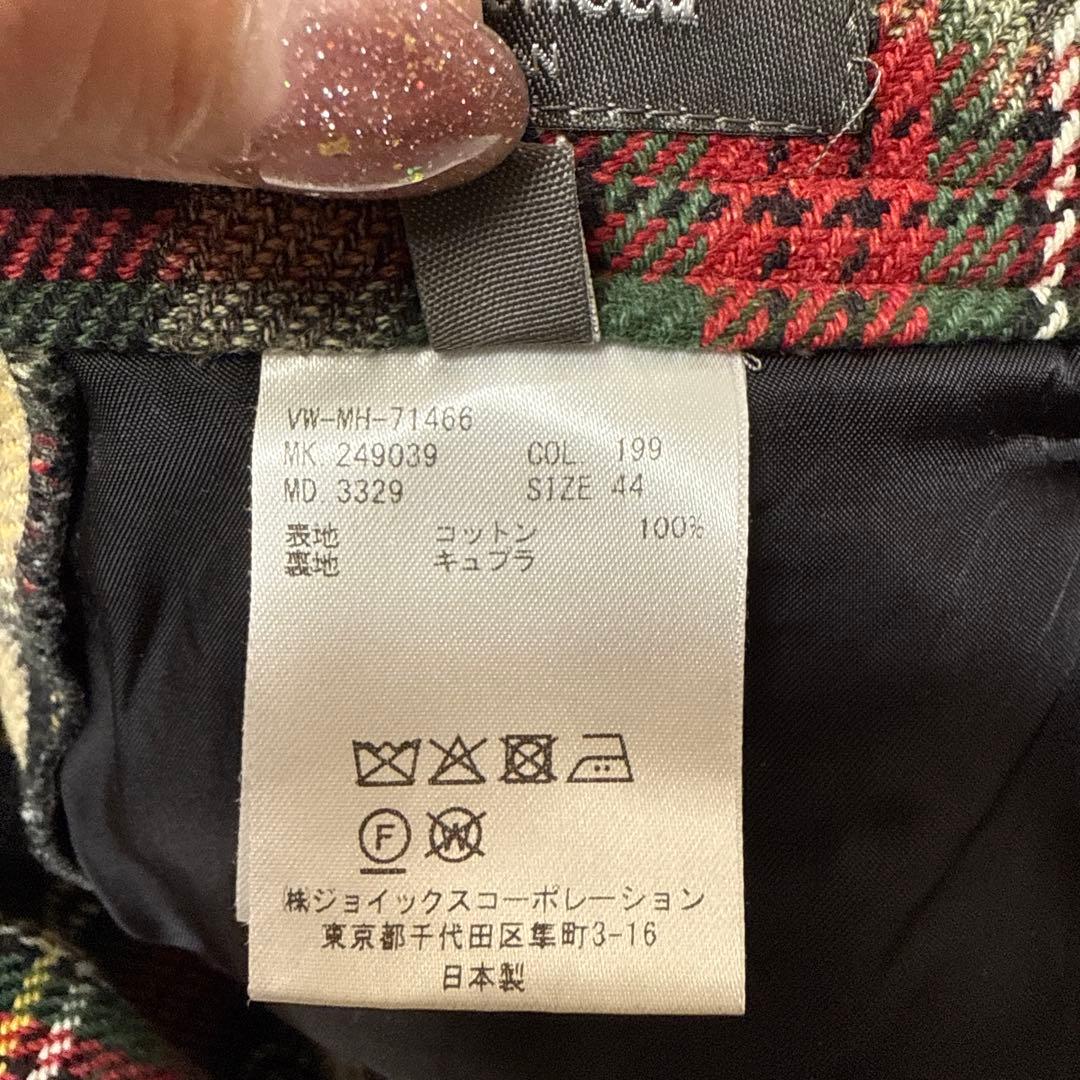 VW-MH-71466
MK. 249039 COL. 199
MD. 3329 SIZE 44
表地 コットン 100%
裏地 キュプラ
F
W
㈱ジョイックスコーポレーション
東京都千代田区隼町3-16
日本製